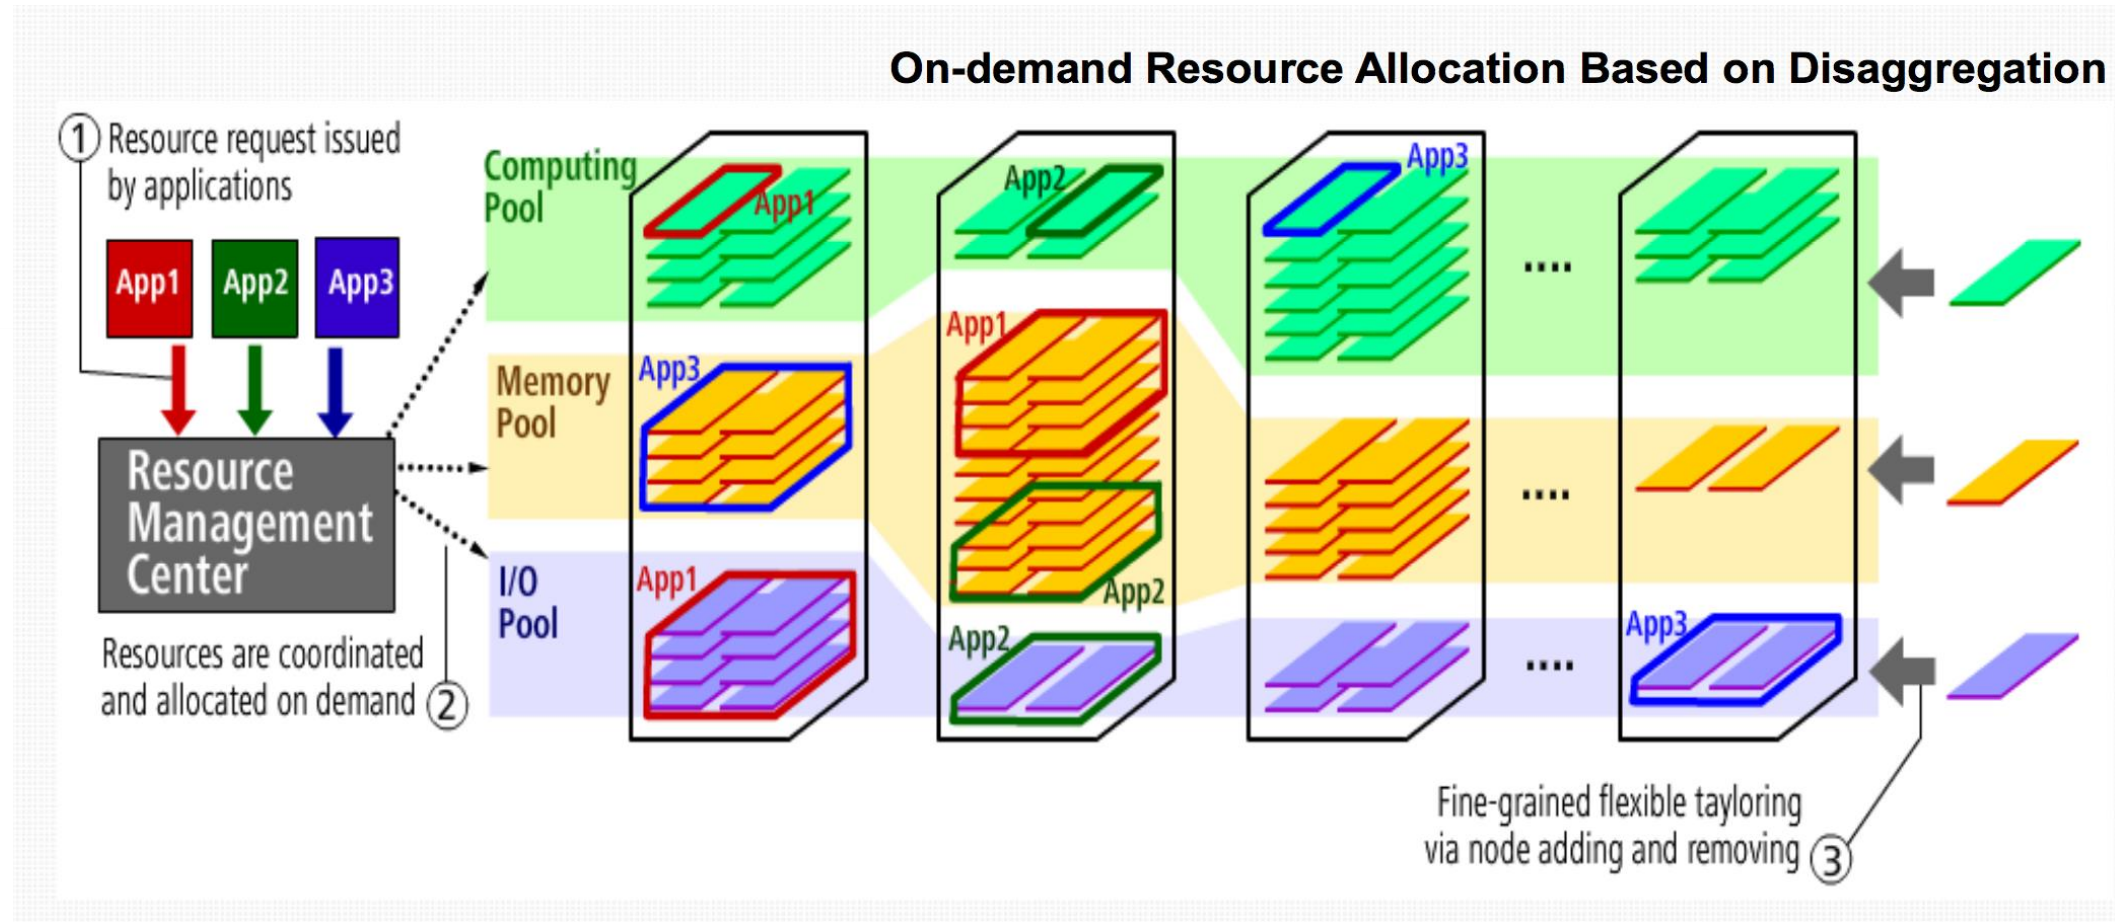 On-demand Resource Allocation Based on Disaggregation
1 Resource request issued
by applications
App1 App2 App3
Resource
Management
Center
Resources are coordinated
and allocated on demand 2
Computing
Pool
App1
App2
App3
....
Memory
Pool
App3
App1
App2
....
I/O
Pool
App1
App2
....
App3
Fine-grained flexible tayloring
via node adding and removing 3